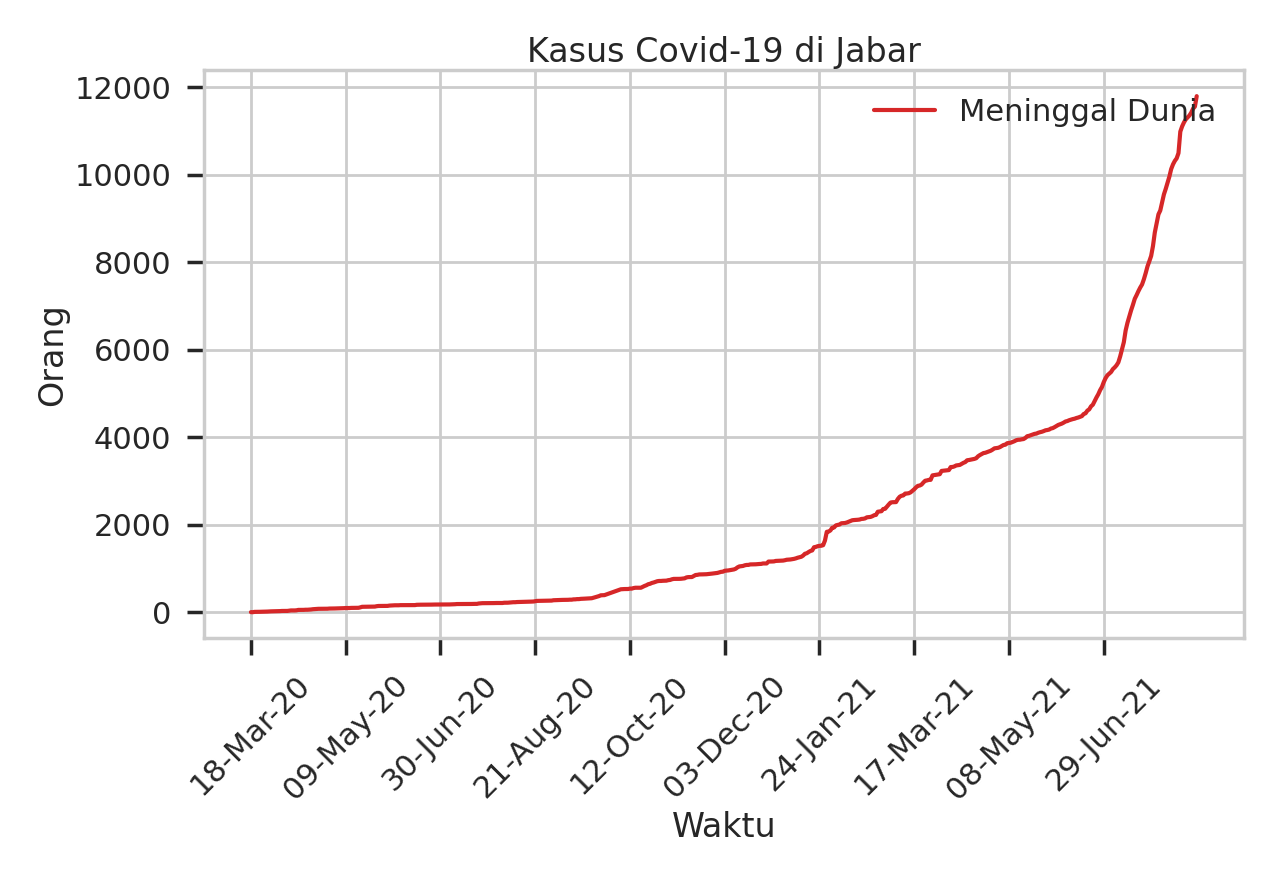 Kasus Covid-19 di Jabar
Meninggal Dunia
12000
10000
8000
6000
4000
2000
0
Orang
18-Mar-20
09-May-20
30-Jun-20
21-Aug-20
12-Oct-20
03-Dec-20
24-Jan-21
17-Mar-21
08-May-21
29-Jun-21
Waktu